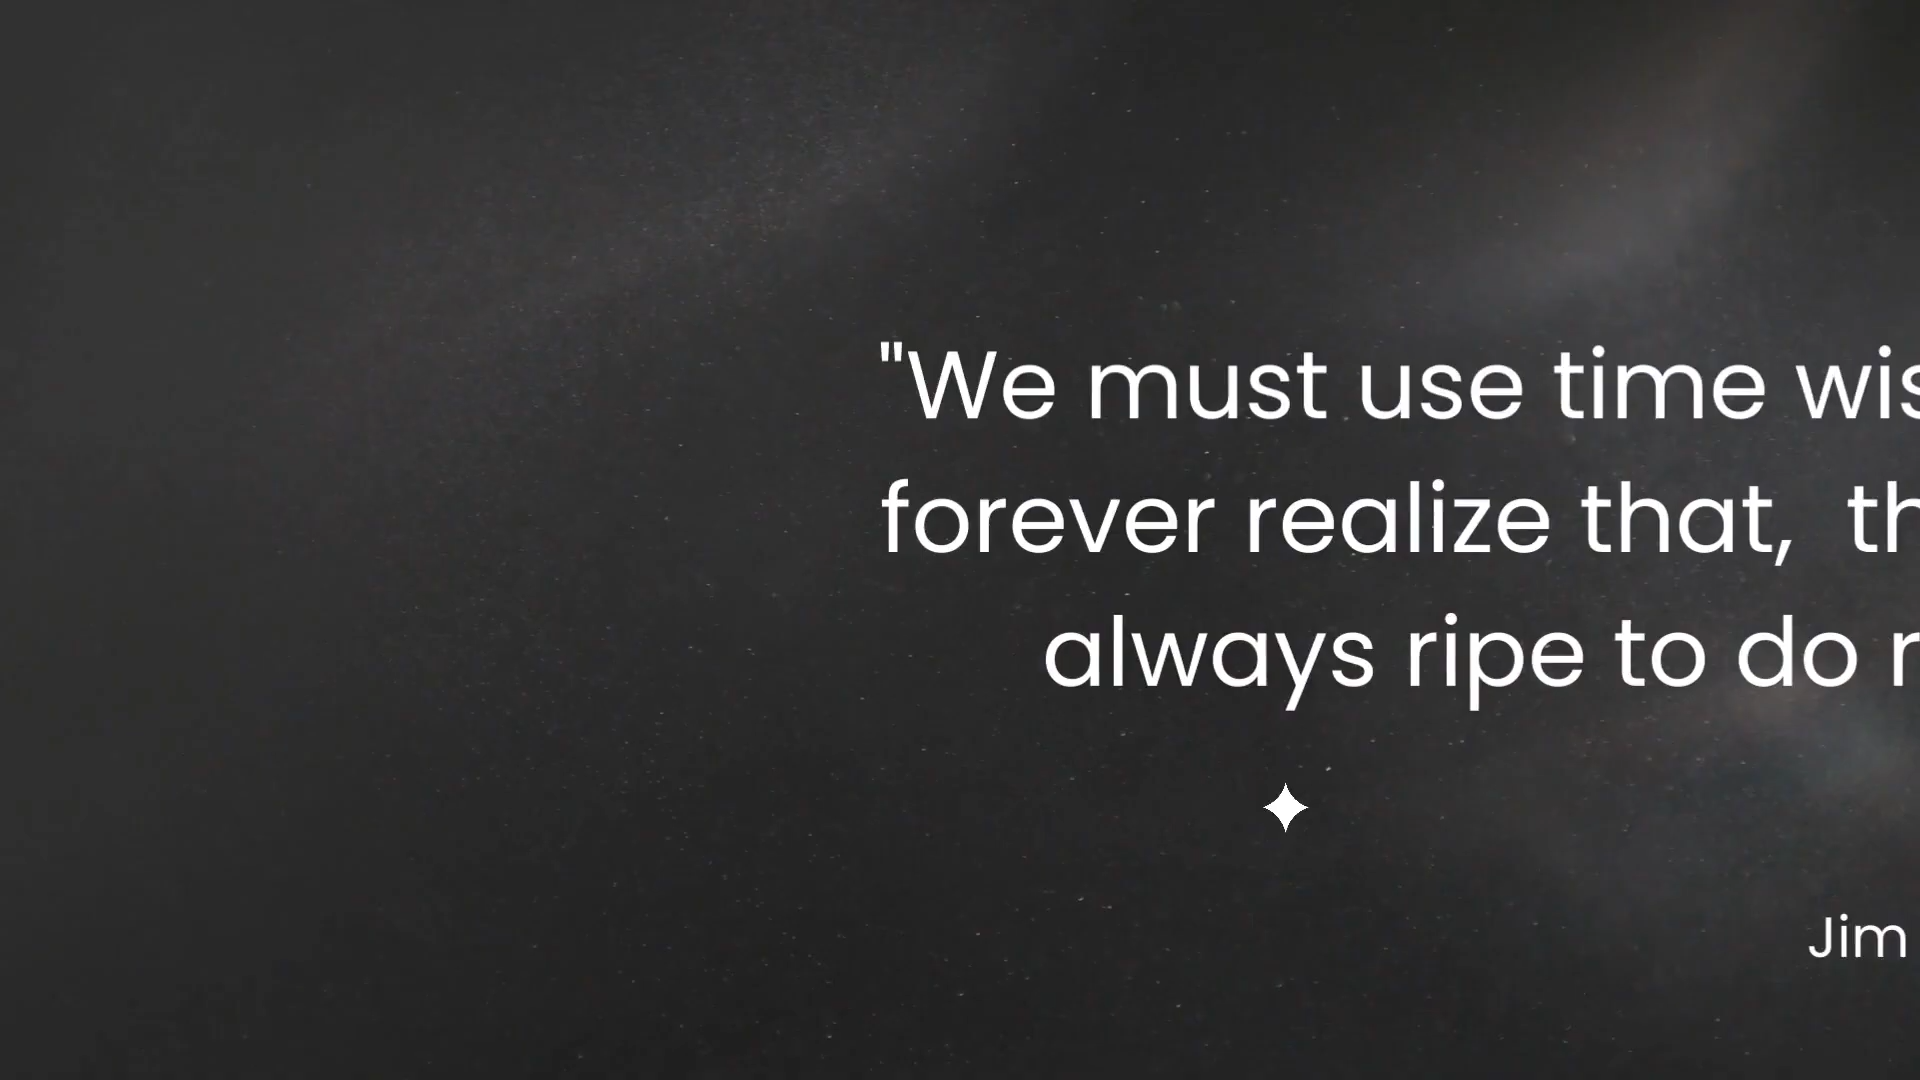 "We must use time wis
forever realize that,  th
always ripe to do r
Jim